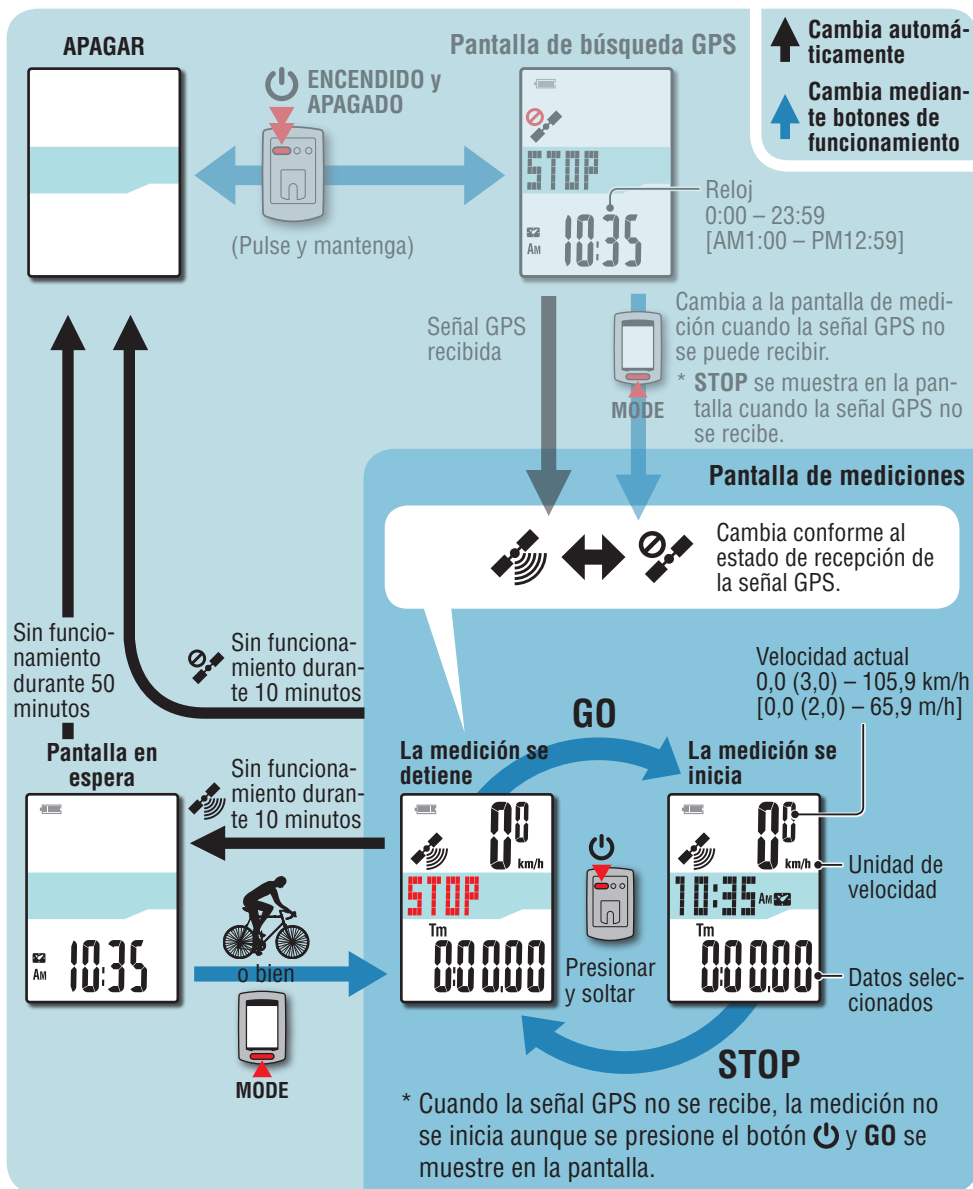 APAGAR
ENCENDIDO y
APAGADO
(Pulse y mantenga)
Pantalla de búsqueda GPS
STOP
AM
10:35
Reloj
0:00 – 23:59
[AM1:00 – PM12:59]
Cambia automá-
ticamente
Cambia median-
te botones de
funcionamiento
Señal GPS
recibida
MODE
Cambia a la pantalla de medi-
ción cuando la señal GPS no
se puede recibir.
* STOP se muestra en la pan-
talla cuando la señal GPS no
se recibe.
Pantalla de mediciones
Cambia conforme al
estado de recepción de
la señal GPS.
Sin funcio-
namiento
durante 50
minutos
Sin funciona-
miento duran-
te 10 minutos
Velocidad actual
0,0 (3,0) – 105,9 km/h
[0,0 (2,0) – 65,9 m/h]
GO
Pantalla en
espera
AM
10:35
Sin funciona-
miento duran-
te 10 minutos
o bien
MODE
La medición se
detiene
00
km/h
STOP
Tm
0:00.00
Presionar
y soltar
La medición se
inicia
00
km/h
10:35 AM
Tm
0:00.00
Unidad de
velocidad
Datos selec-
cionados
STOP
* Cuando la señal GPS no se recibe, la medición no
se inicia aunque se presione el botón y GO se
muestre en la pantalla.